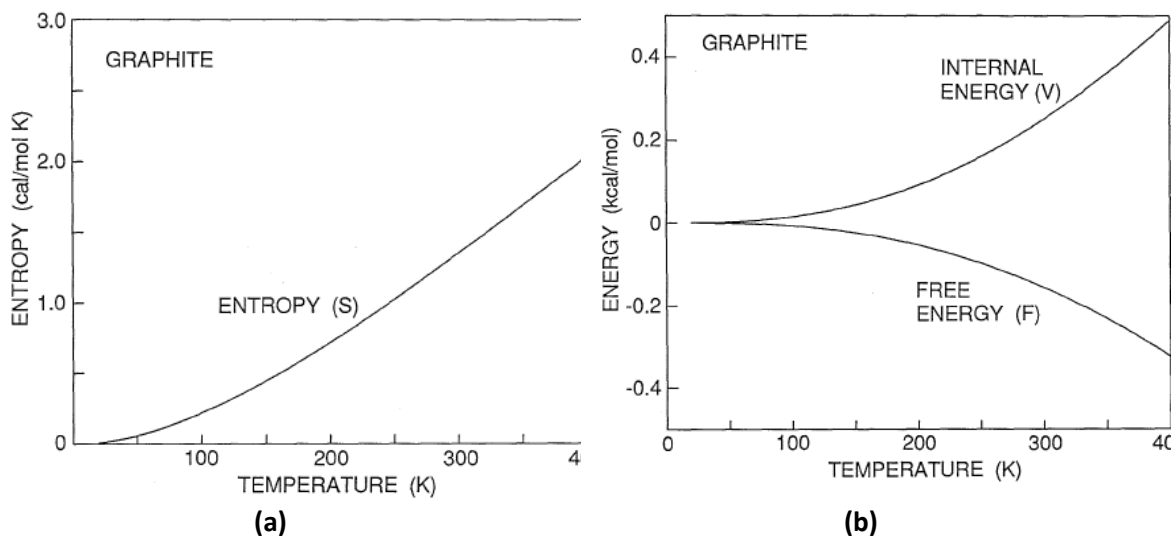 3.0
GRAPHITE
2.0
ENTROPY (cal/mol K)
1.0
ENTROPY (S)
0
100
200
300
40
TEMPERATURE (K)
(a)
GRAPHITE
INTERNAL
ENERGY (V)
0.4
0.2
ENERGY (kcal/mol)
0
FREE
ENERGY (F)
-0.2
-0.4
0
100
200
300
40
TEMPERATURE (K)
(b)